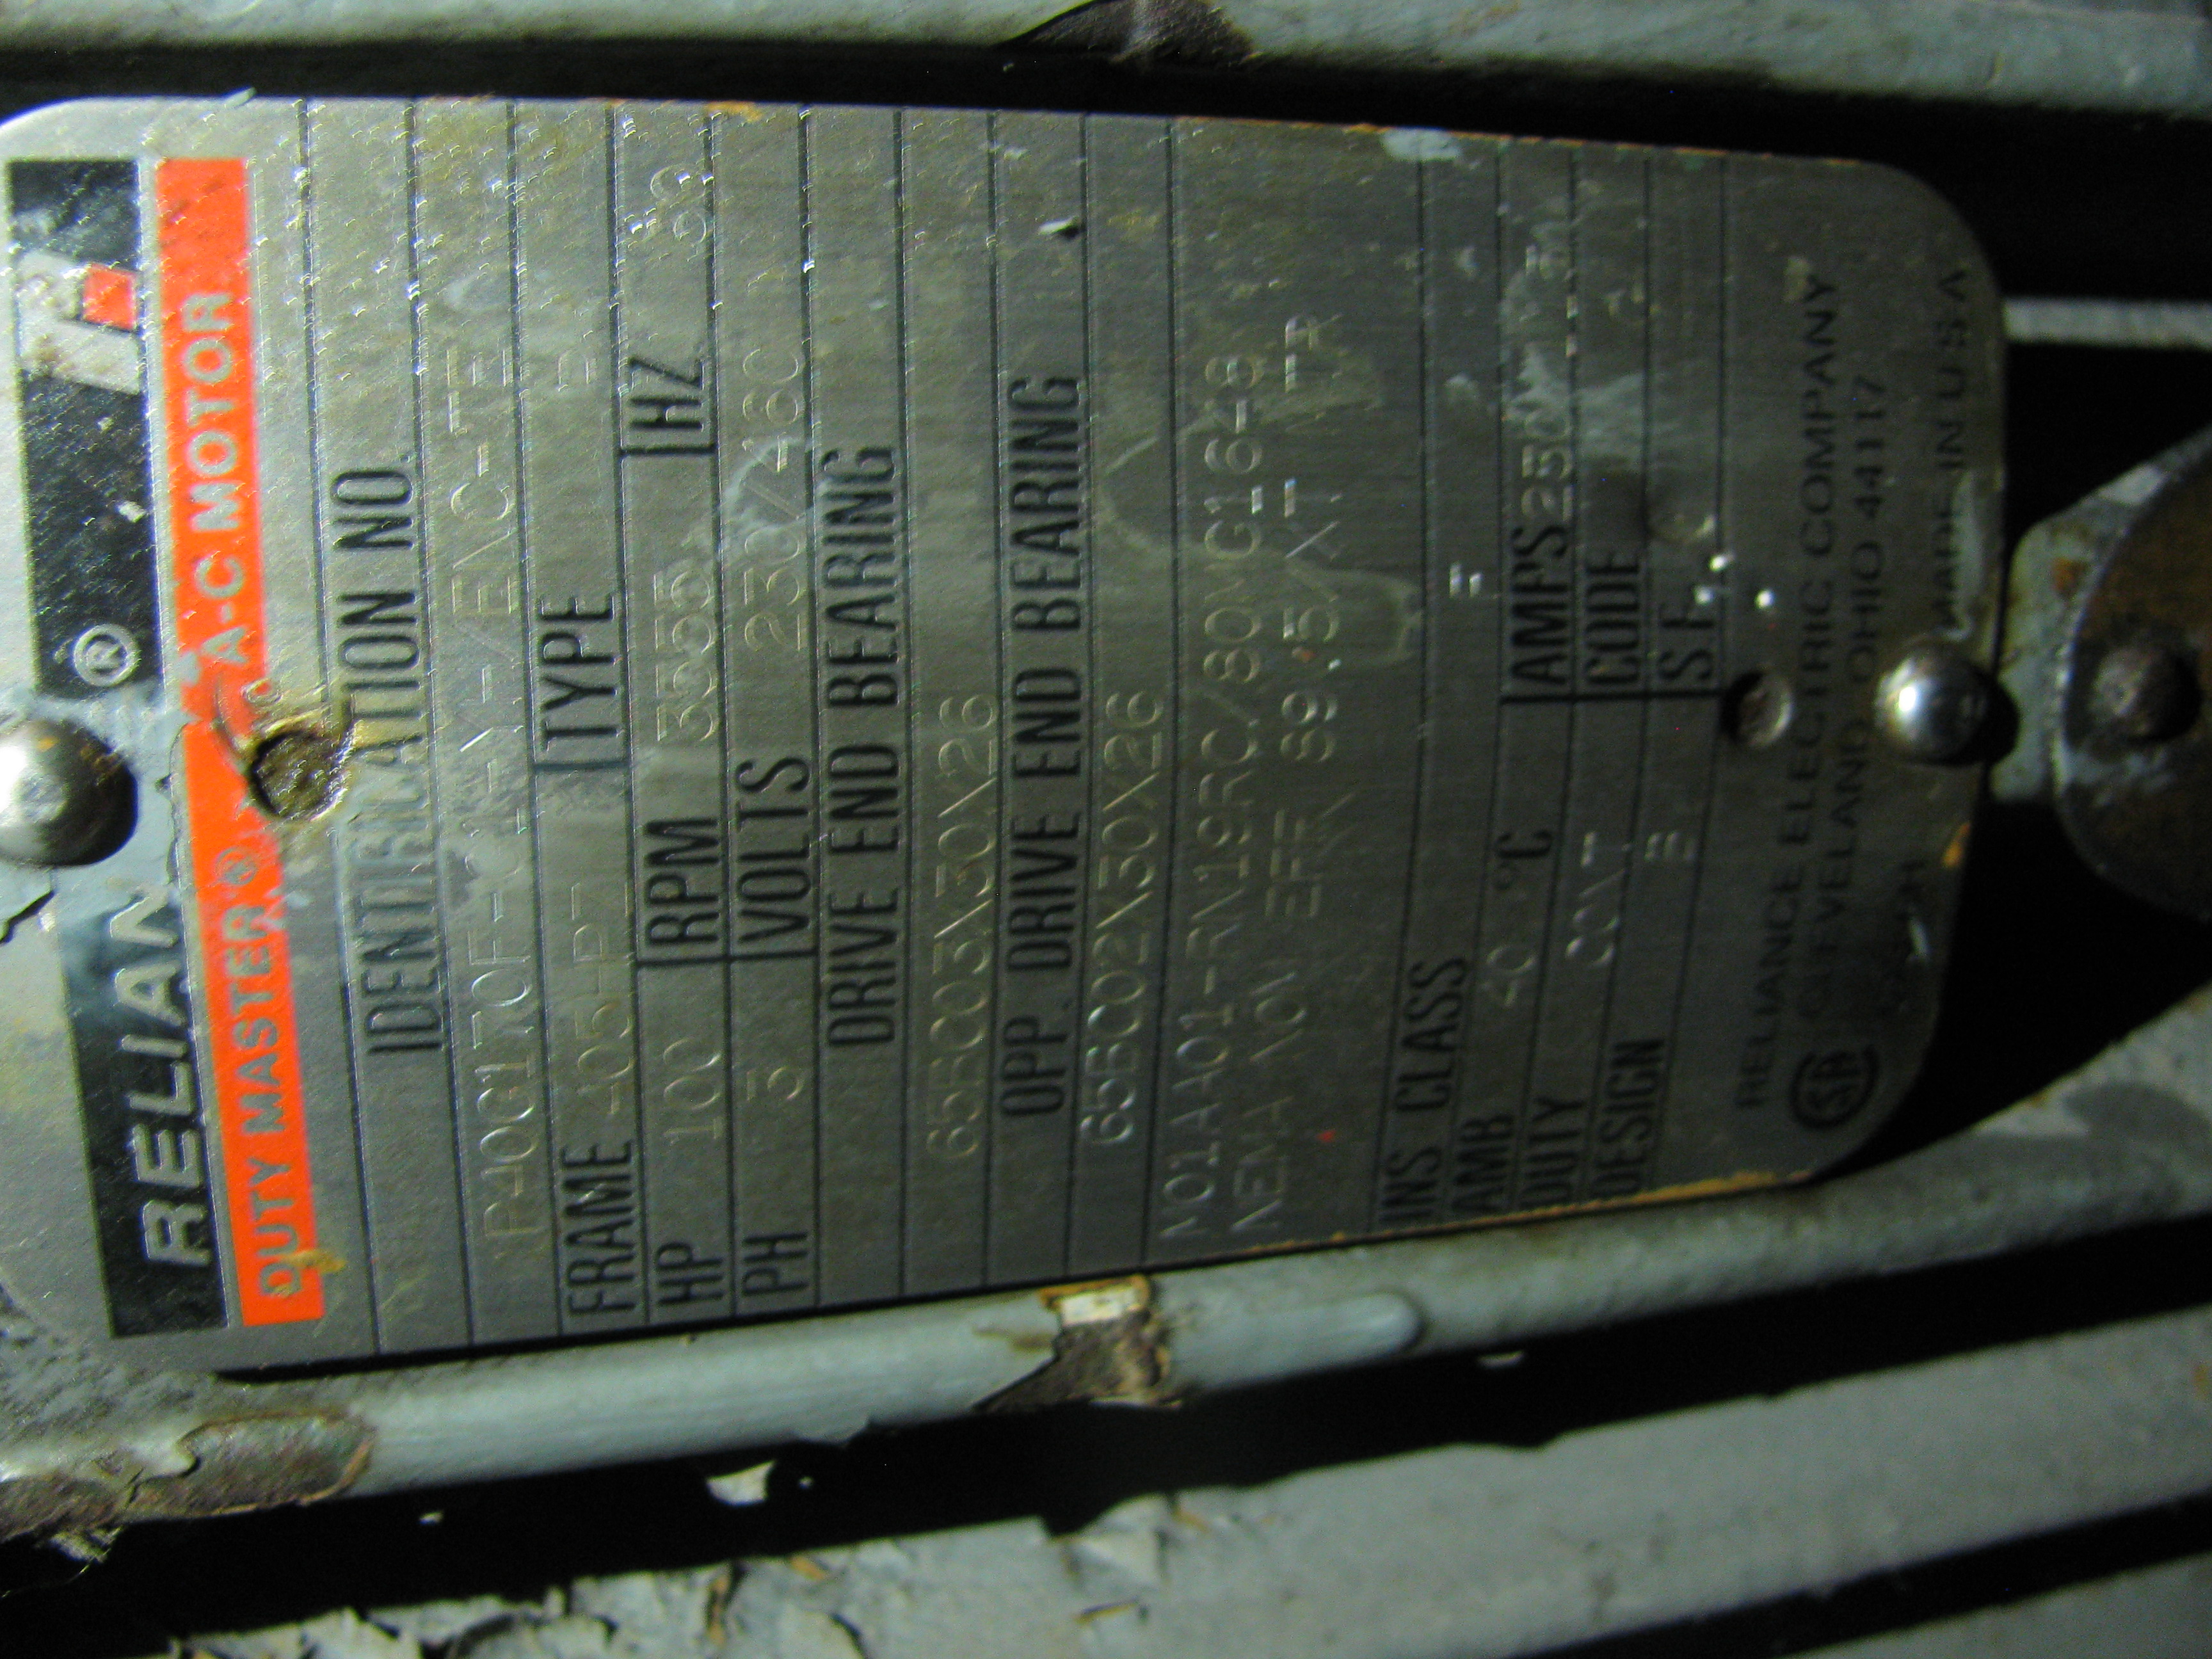 RELIAN
DUTY MASTER® A-C MOTOR
IDENTIFICATION NO.
FRAME TYPE P
HP 100 RPM 3555 HZ 60
PH 3 VOLTS 230/460
DRIVE END BEARING
65BC03X30X26
OPP. DRIVE END BEARING
65BC02X30X26
NEMA NOM EFF 89.5
INS CLASS F
AMB 40 °C AMPS
DUTY CONT CODE
DESIGN B S.F.
RELIANCE ELECTRIC COMPANY
CLEVELAND OHIO 44117
MADE IN U.S.A